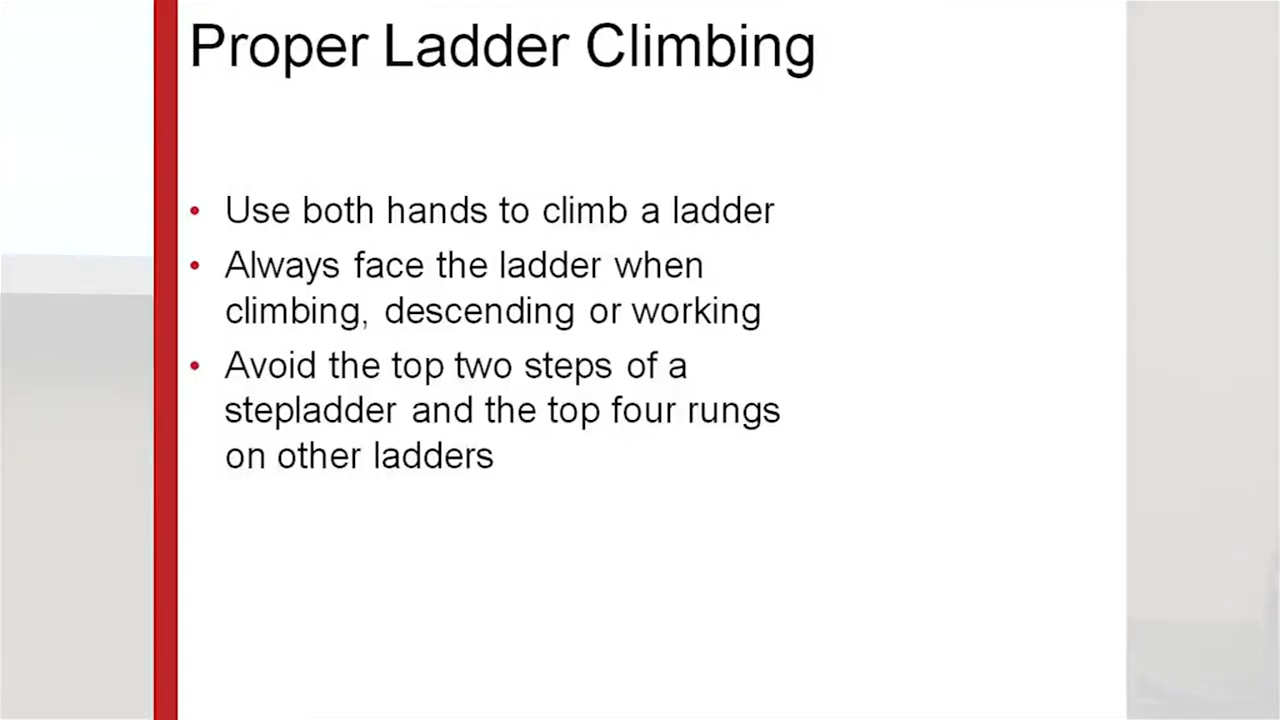 Proper Ladder Climbing
• Use both hands to climb a ladder
• Always face the ladder when
climbing, descending or working
• Avoid the top two steps of a
stepladder and the top four rungs
on other ladders